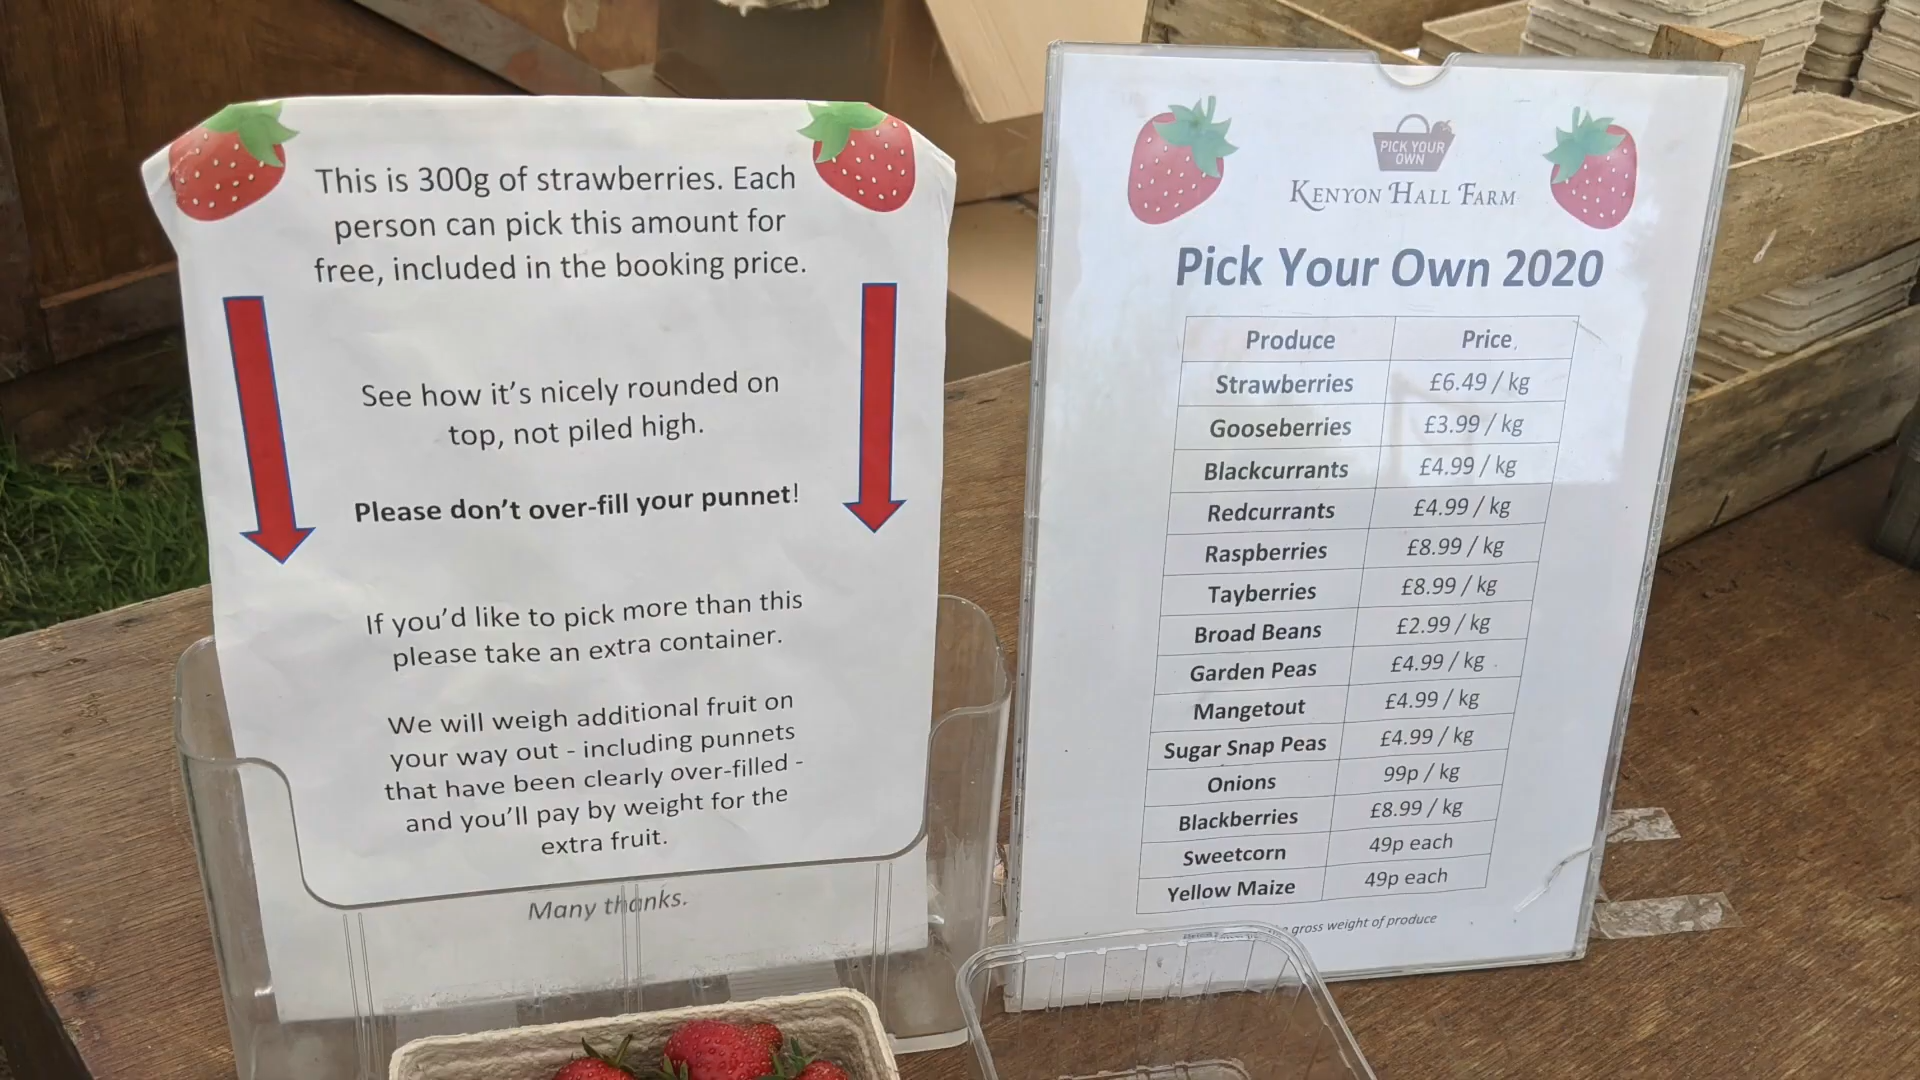 This is 300g of strawberries. Each
person can pick this amount for
free, included in the booking price.
See how it's nicely rounded on
top, not piled high.
Please don't over-fill your punnet!
If you'd like to pick more than this
please take an extra container.
We will weigh additional fruit on
your way out - including punnets
that have been clearly over-filled -
and you'll pay by weight for the
extra fruit.
Many thanks.
PICK YOUR
OWN
KENYON HALL FARM
Pick Your Own 2020
Produce Price
Strawberries £6.49 / kg
Gooseberries £3.99 / kg
Blackcurrants £4.99 / kg
Redcurrants £4.99 / kg
Raspberries £8.99 / kg
Tayberries £8.99 / kg
Broad Beans £2.99 / kg
Garden Peas £4.99 / kg
Mangetout £4.99 / kg
Sugar Snap Peas £4.99 / kg
Onions 99p / kg
Blackberries £8.99 / kg
Sweetcorn 49p each
Yellow Maize 49p each
gross weight of produce